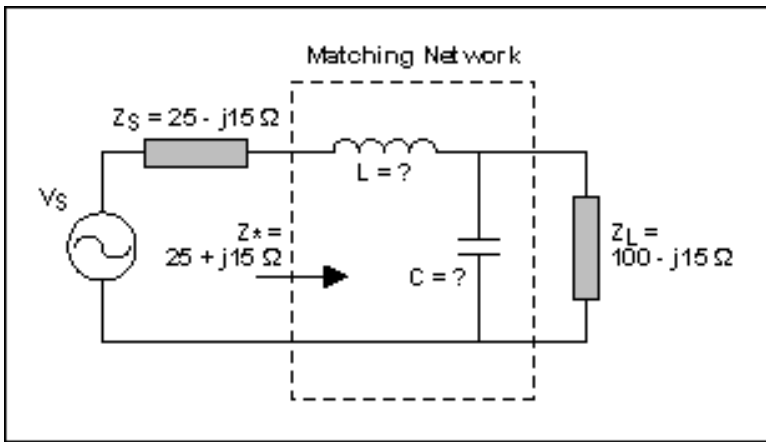 Matching Network
ZS = 25 - j15 Ω
L = ?
VS
Z* =
25 + j15 Ω
C = ?
ZL =
100 - j15 Ω